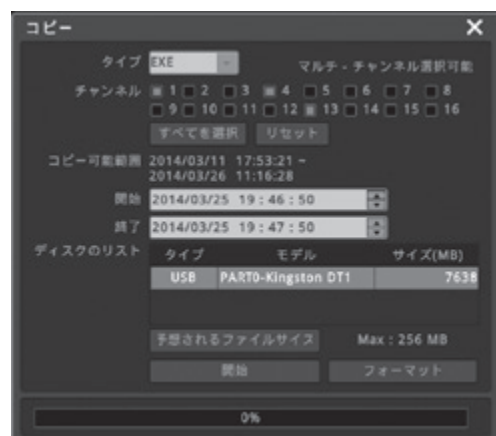 コピー
タイプ EXE マルチ - チャンネル選択可能
チャンネル 1 2 3 4 5 6 7 8
9 10 11 12 13 14 15 16
すべてを選択 リセット
コピー可能範囲 2014/03/11 17:53:21 ~
2014/03/26 11:16:28
開始 2014/03/25 19 : 46 : 50
終了 2014/03/25 19 : 47 : 50
ディスクのリスト タイプ モデル サイズ(MB)
USB PART0-Kingston DT1 7638
予想されるファイルサイズ Max : 256 MB
開始 フォーマット
0%